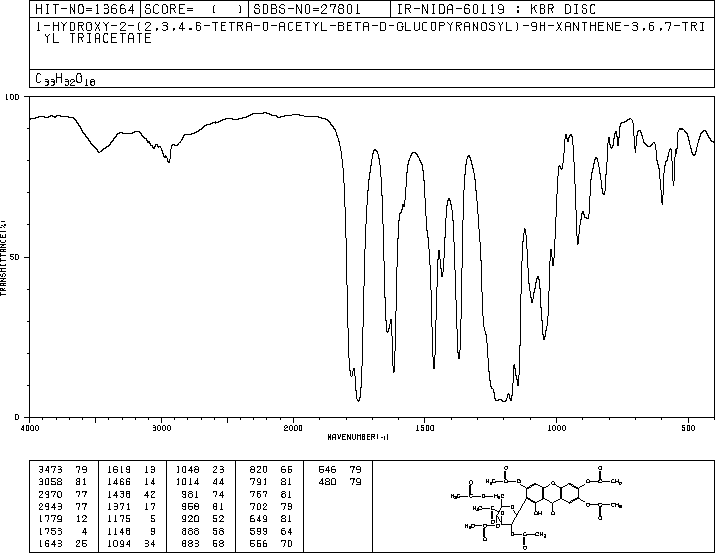 HIT-NO=13664 SCORE= ( ) SDBS-NO=27801 IR-NIDA-60119 : KBR DISC
1-HYDROXY-2-(2,3,4,6-TETRA-O-ACETYL-BETA-D-GLUCOPYRANOSYL)-9H-XANTHENE-3,6,7-TRI
YL TRIACETATE
C33H32O18
100
50
0
TRANSMITTANCE(%)
4000 3000 2000 1500 1000 500
WAVENUMBER(-1)
3473 79 1619 13 1048 23 820 66 646 79
3058 81 1466 14 1014 44 791 81 480 79
2970 77 1438 42 981 74 767 81
2943 77 1371 17 958 81 702 79
1779 12 1175 5 920 52 649 81
1753 4 1148 9 888 58 599 64
1643 25 1094 34 883 58 556 70